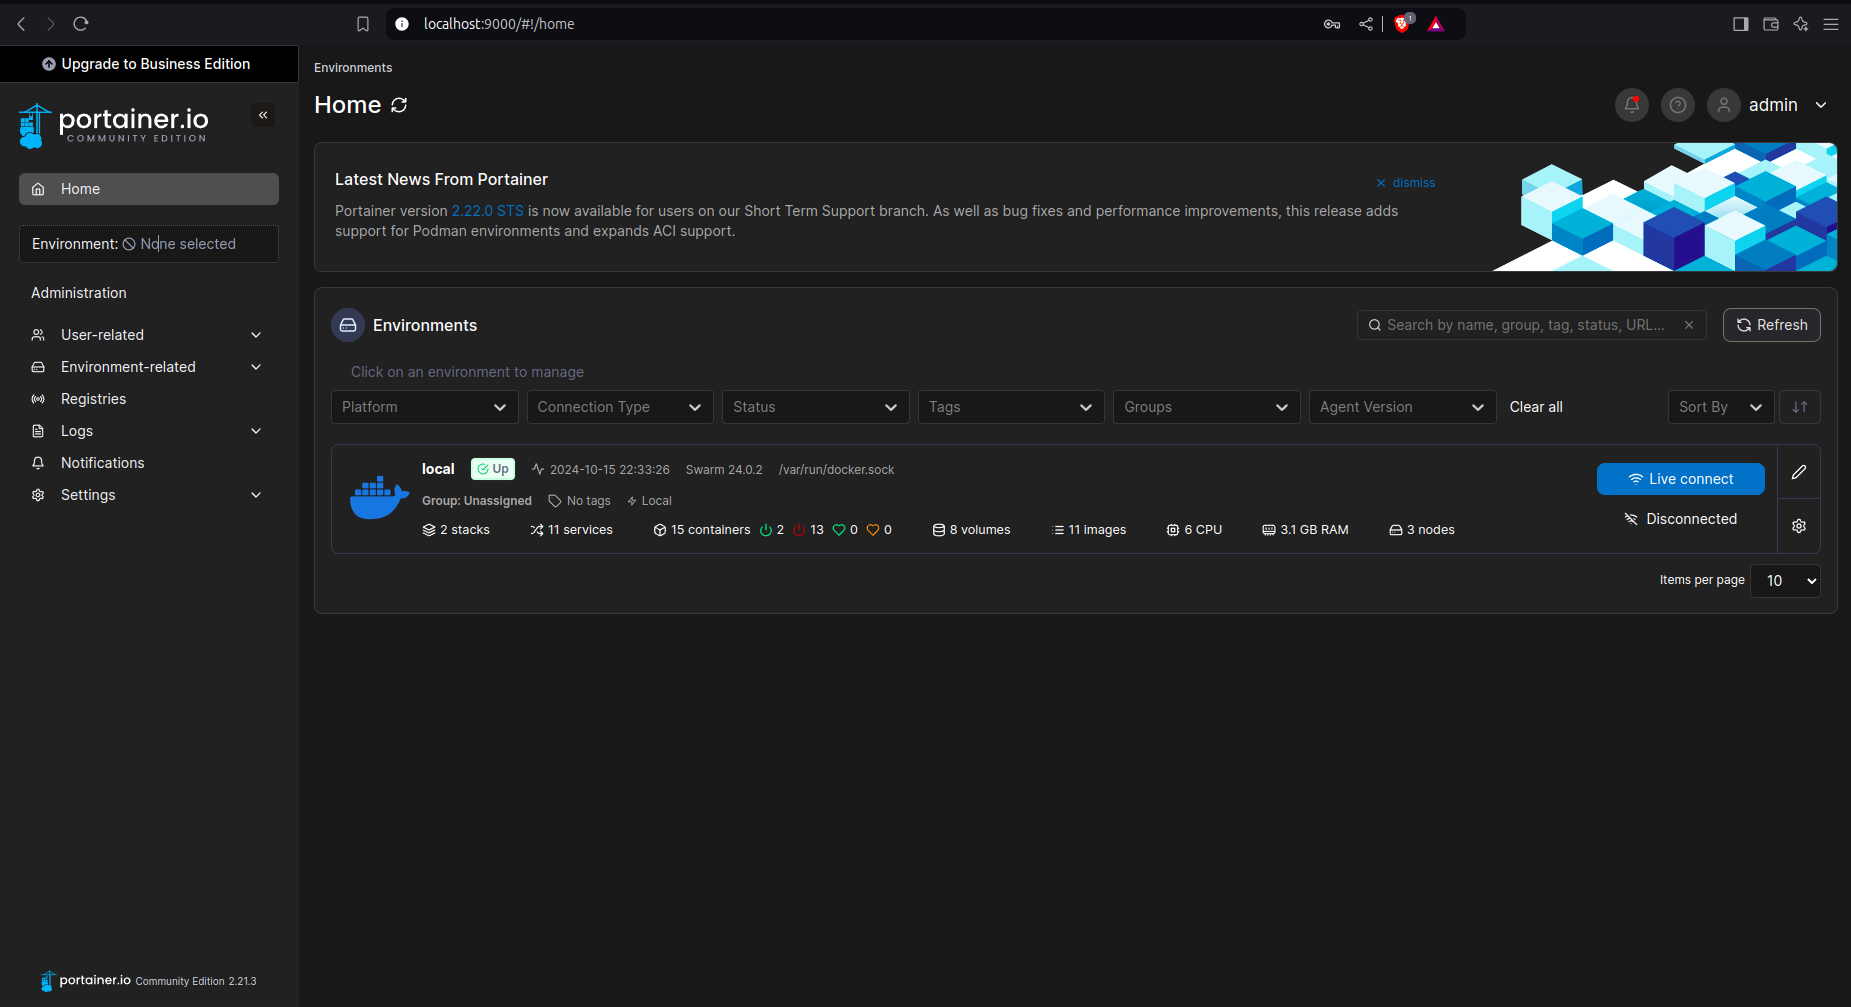 localhost:9000/#!/home
1
Upgrade to Business Edition
portainer.io
COMMUNITY EDITION
Home
Environment: None selected
Administration
User-related
Environment-related
Registries
Logs
Notifications
Settings
portainer.io Community Edition 2.21.3
Environments
Home
admin
Latest News From Portainer
dismiss
Portainer version 2.22.0 STS is now available for users on our Short Term Support branch. As well as bug fixes and performance improvements, this release adds
support for Podman environments and expands ACI support.
Environments
Search by name, group, tag, status, URL...
Refresh
Click on an environment to manage
Platform Connection Type Status Tags Groups Agent Version Clear all Sort By
local Up 2024-10-15 22:33:26 Swarm 24.0.2 /var/run/docker.sock
Group: Unassigned No tags Local
2 stacks 11 services 15 containers 2 13 0 0 8 volumes 11 images 6 CPU 3.1 GB RAM 3 nodes
Live connect
Disconnected
Items per page 10